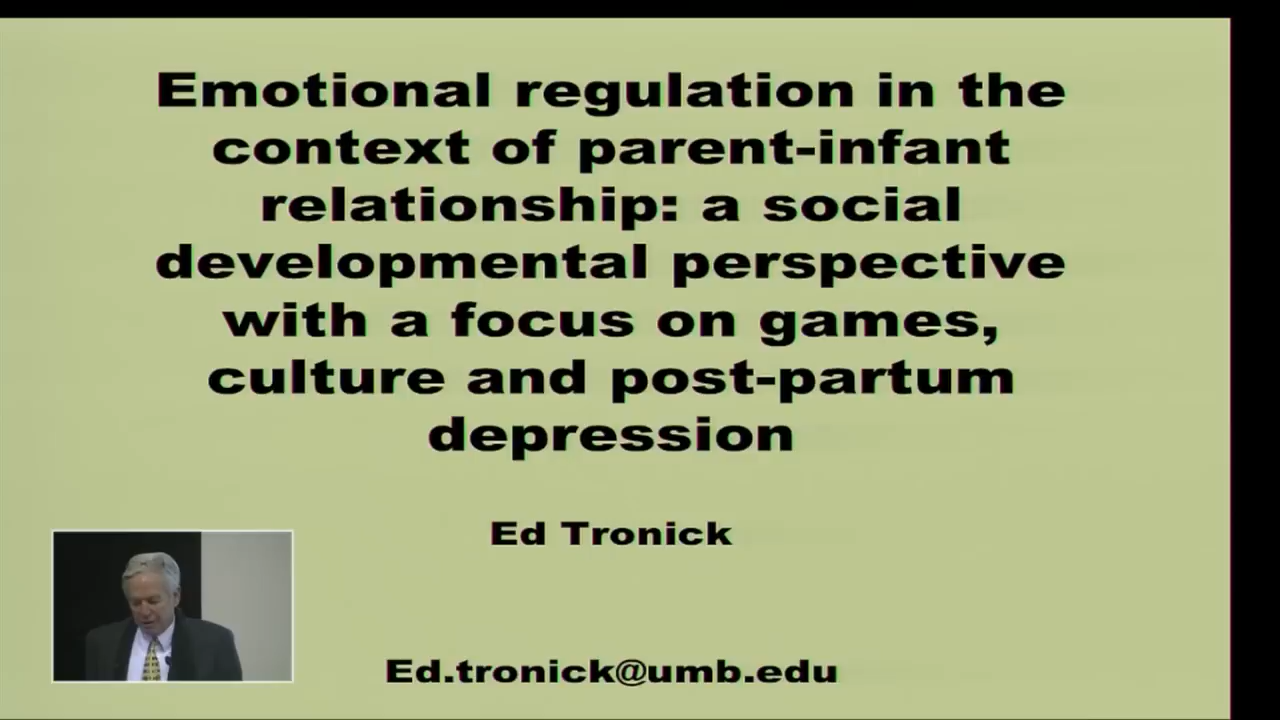 Emotional regulation in the
context of parent-infant
relationship: a social
developmental perspective
with a focus on games,
culture and post-partum
depression
Ed Tronick
Ed.tronick@umb.edu